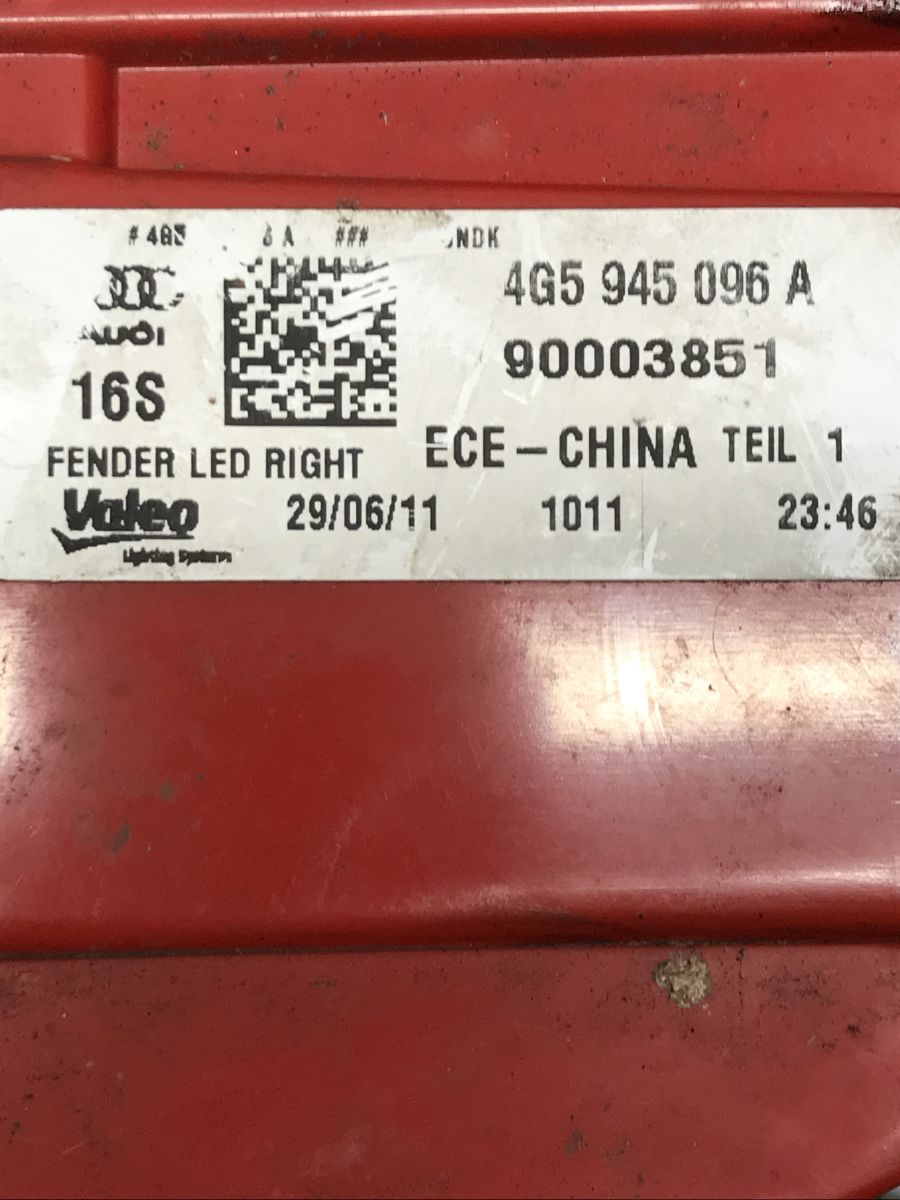 # 4G5 A ###
4G5 945 096 A
AUDI
90003851
16S
ECE-CHINA TEIL 1
FENDER LED RIGHT
Valeo 29/06/11 1011 23:46
Lighting Systems